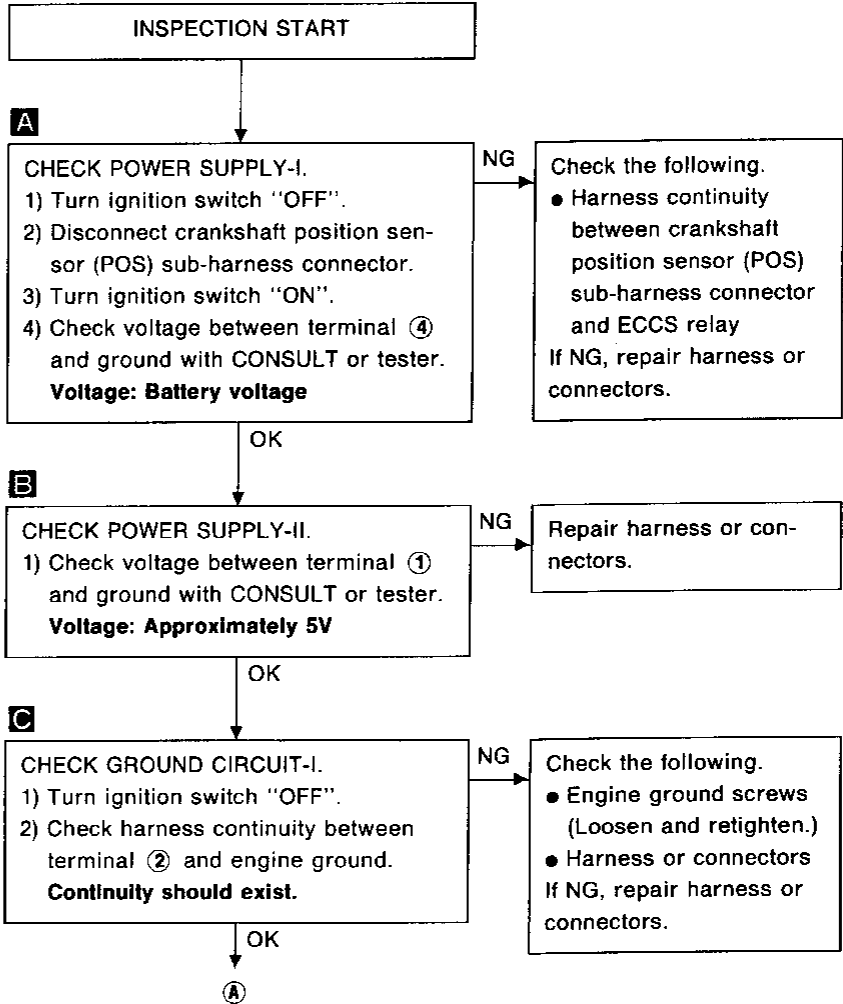 INSPECTION START
A
CHECK POWER SUPPLY-I.
1) Turn ignition switch "OFF".
2) Disconnect crankshaft position sen-
sor (POS) sub-harness connector.
3) Turn ignition switch "ON".
4) Check voltage between terminal ④
and ground with CONSULT or tester.
Voltage: Battery voltage
NG
Check the following.
● Harness continuity
between crankshaft
position sensor (POS)
sub-harness connector
and ECCS relay
If NG, repair harness or
connectors.
OK
B
CHECK POWER SUPPLY-II.
1) Check voltage between terminal ①
and ground with CONSULT or tester.
Voltage: Approximately 5V
NG
Repair harness or con-
nectors.
OK
C
CHECK GROUND CIRCUIT-I.
1) Turn ignition switch "OFF".
2) Check harness continuity between
terminal ② and engine ground.
Continuity should exist.
NG
Check the following.
● Engine ground screws
(Loosen and retighten.)
● Harness or connectors
If NG, repair harness or
connectors.
OK
Ⓐ